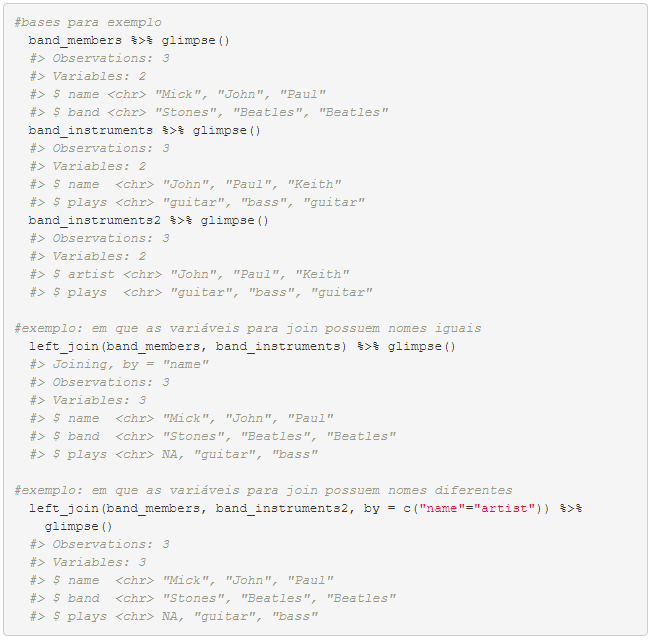 #bases para exemplo
  band_members %>% glimpse()
  #> Observations: 3
  #> Variables: 2
  #> $ name <chr> "Mick", "John", "Paul"
  #> $ band <chr> "Stones", "Beatles", "Beatles"
  band_instruments %>% glimpse()
  #> Observations: 3
  #> Variables: 2
  #> $ name  <chr> "John", "Paul", "Keith"
  #> $ plays <chr> "guitar", "bass", "guitar"
  band_instruments2 %>% glimpse()
  #> Observations: 3
  #> Variables: 2
  #> $ artist <chr> "John", "Paul", "Keith"
  #> $ plays  <chr> "guitar", "bass", "guitar"

#exemplo: em que as variáveis para join possuem nomes iguais
  left_join(band_members, band_instruments) %>% glimpse()
  #> Joining, by = "name"
  #> Observations: 3
  #> Variables: 3
  #> $ name  <chr> "Mick", "John", "Paul"
  #> $ band  <chr> "Stones", "Beatles", "Beatles"
  #> $ plays <chr> NA, "guitar", "bass"

#exemplo: em que as variáveis para join possuem nomes diferentes
  left_join(band_members, band_instruments2, by = c("name"="artist")) %>%
    glimpse()
  #> Observations: 3
  #> Variables: 3
  #> $ name  <chr> "Mick", "John", "Paul"
  #> $ band  <chr> "Stones", "Beatles", "Beatles"
  #> $ plays <chr> NA, "guitar", "bass"